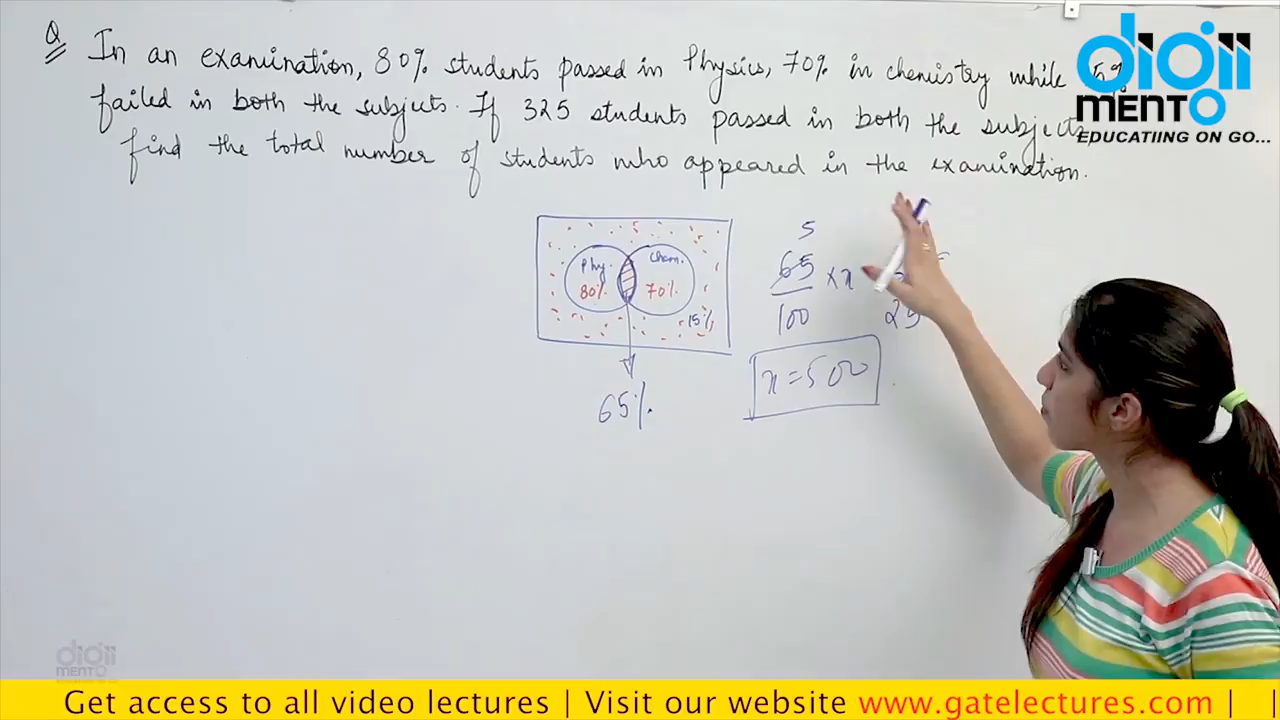 Q
In an examination, 80% students passed in Physics, 70% in chemistry while
failed in both the subjects. If 325 students passed in both the subjects
find the total number of students who appeared in the examination.
Phy. Chem.
80% 70%
15%
65%
5
65 × x
100 25
x = 500
digii
MENTO
EDUCATIING ON GO...
digii
MENTO
Get access to all video lectures | Visit our website www.gatelectures.com |